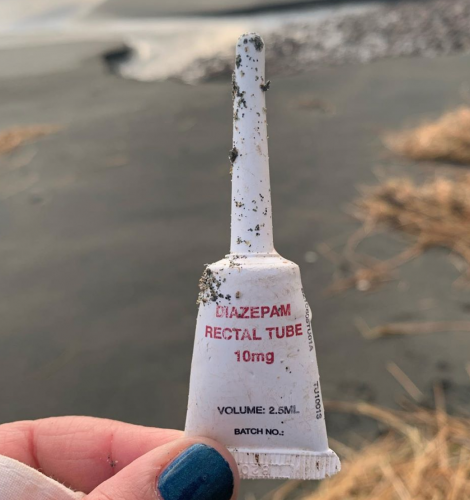 DIAZEPAM
RECTAL TUBE
10mg
VOLUME: 2.5ML
BATCH NO.: